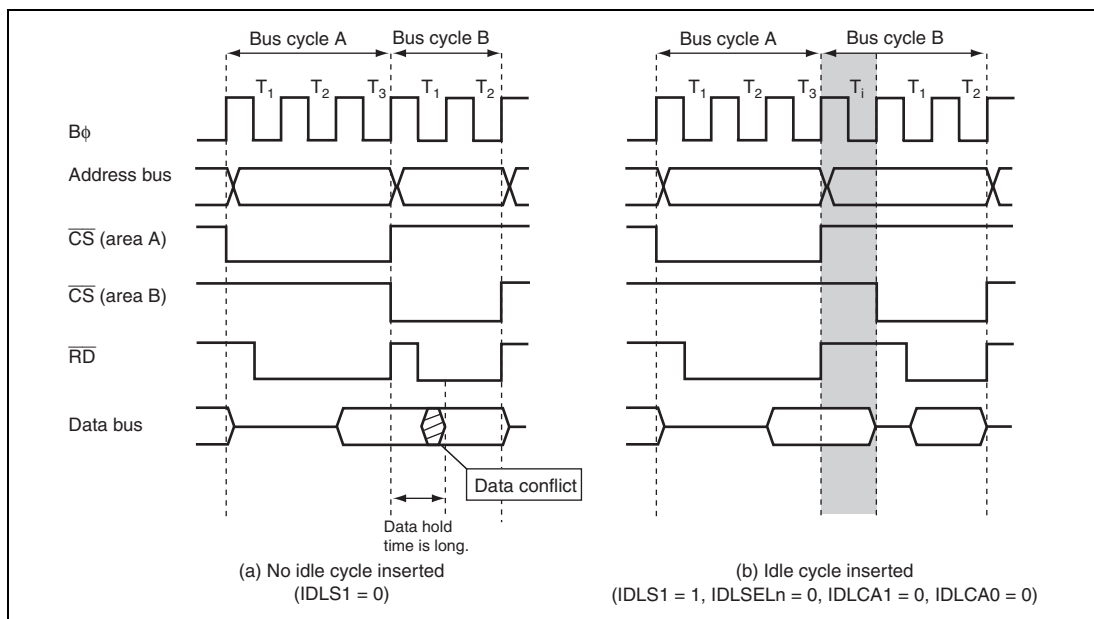 Bus cycle A Bus cycle B
T1 T2 T3 T1 T2
Bφ
Address bus
CS (area A)
CS (area B)
RD
Data bus
Data conflict
Data hold
time is long.
(a) No idle cycle inserted
(IDLS1 = 0)
Bus cycle A Bus cycle B
T1 T2 T3 Ti T1 T2
(b) Idle cycle inserted
(IDLS1 = 1, IDLSELn = 0, IDLCA1 = 0, IDLCA0 = 0)